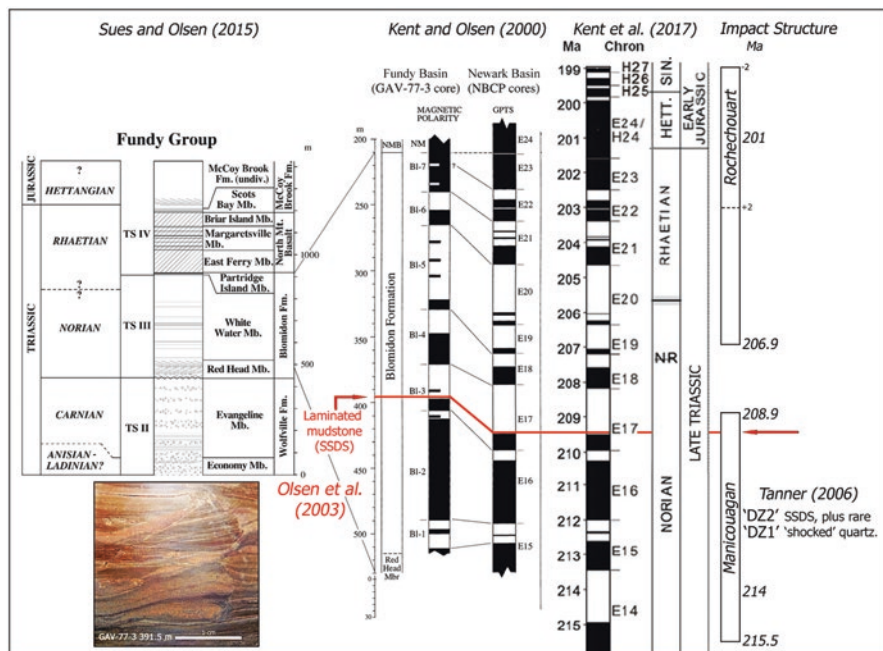 Sues and Olsen (2015)
Kent and Olsen (2000)
Kent et al. (2017)
Impact Structure
Ma
Ma Chron
Fundy Basin
(GAV-77-3 core)
Newark Basin
(NBCP cores)
MAGNETIC
POLARITY
GPTS
Fundy Group
m
JURASSIC
TRIASSIC
?
HETTANGIAN
RHAETIAN
?
?
NORIAN
CARNIAN
ANISIAN-
LADINIAN?
TS IV
TS III
TS II
McCoy Brook
Fm. (undiv.)
Scots
Bay Mb.
Briar Island Mb.
Margaretsville
Mb.
East Ferry Mb.
Partridge
Island Mb.
White
Water Mb.
Red Head Mb.
Evangeline
Mb.
Economy Mb.
McCoy
Brook Fm.
North Mt.
Basalt
Blomidon Fm.
Wolfville Fm.
1000
500
0
m
200
250
300
350
400
450
500
0
30
m
NMB
Blomidon Formation
Red
Head
Mbr
NM
BI-7
BI-6
BI-5
BI-4
BI-3
BI-2
BI-1
?
E24
E23
E22
E21
E20
E19
E18
E17
E16
E15
199
200
201
202
203
204
205
206
207
208
209
210
211
212
213
214
215
H27
H26
H25
E24/
H24
E23
E22
E21
E20
E19
E18
E17
E16
E15
E14
SIN.
HETT.
RHAETIAN
NORIAN
EARLY
JURASSIC
LATE TRIASSIC
-2
Rochechouart
201
+2
206.9
208.9
Manicouagan
214
215.5
Laminated
mudstone
(SSDS)
Olsen et al.
(2003)
Tanner (2006)
'DZ2' SSDS, plus rare
'DZ1' 'shocked' quartz.
GAV-77-3 391.5 m